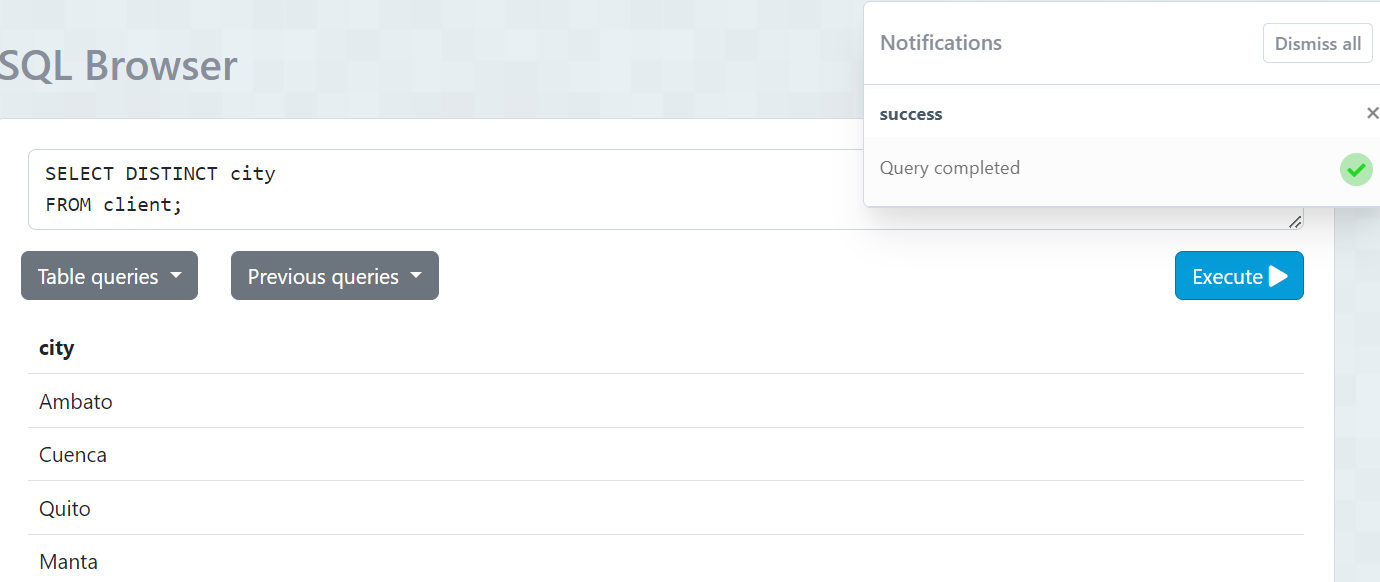 SQL Browser
Notifications
Dismiss all
success
Query completed
SELECT DISTINCT city
FROM client;
Table queries
Previous queries
Execute
city
Ambato
Cuenca
Quito
Manta